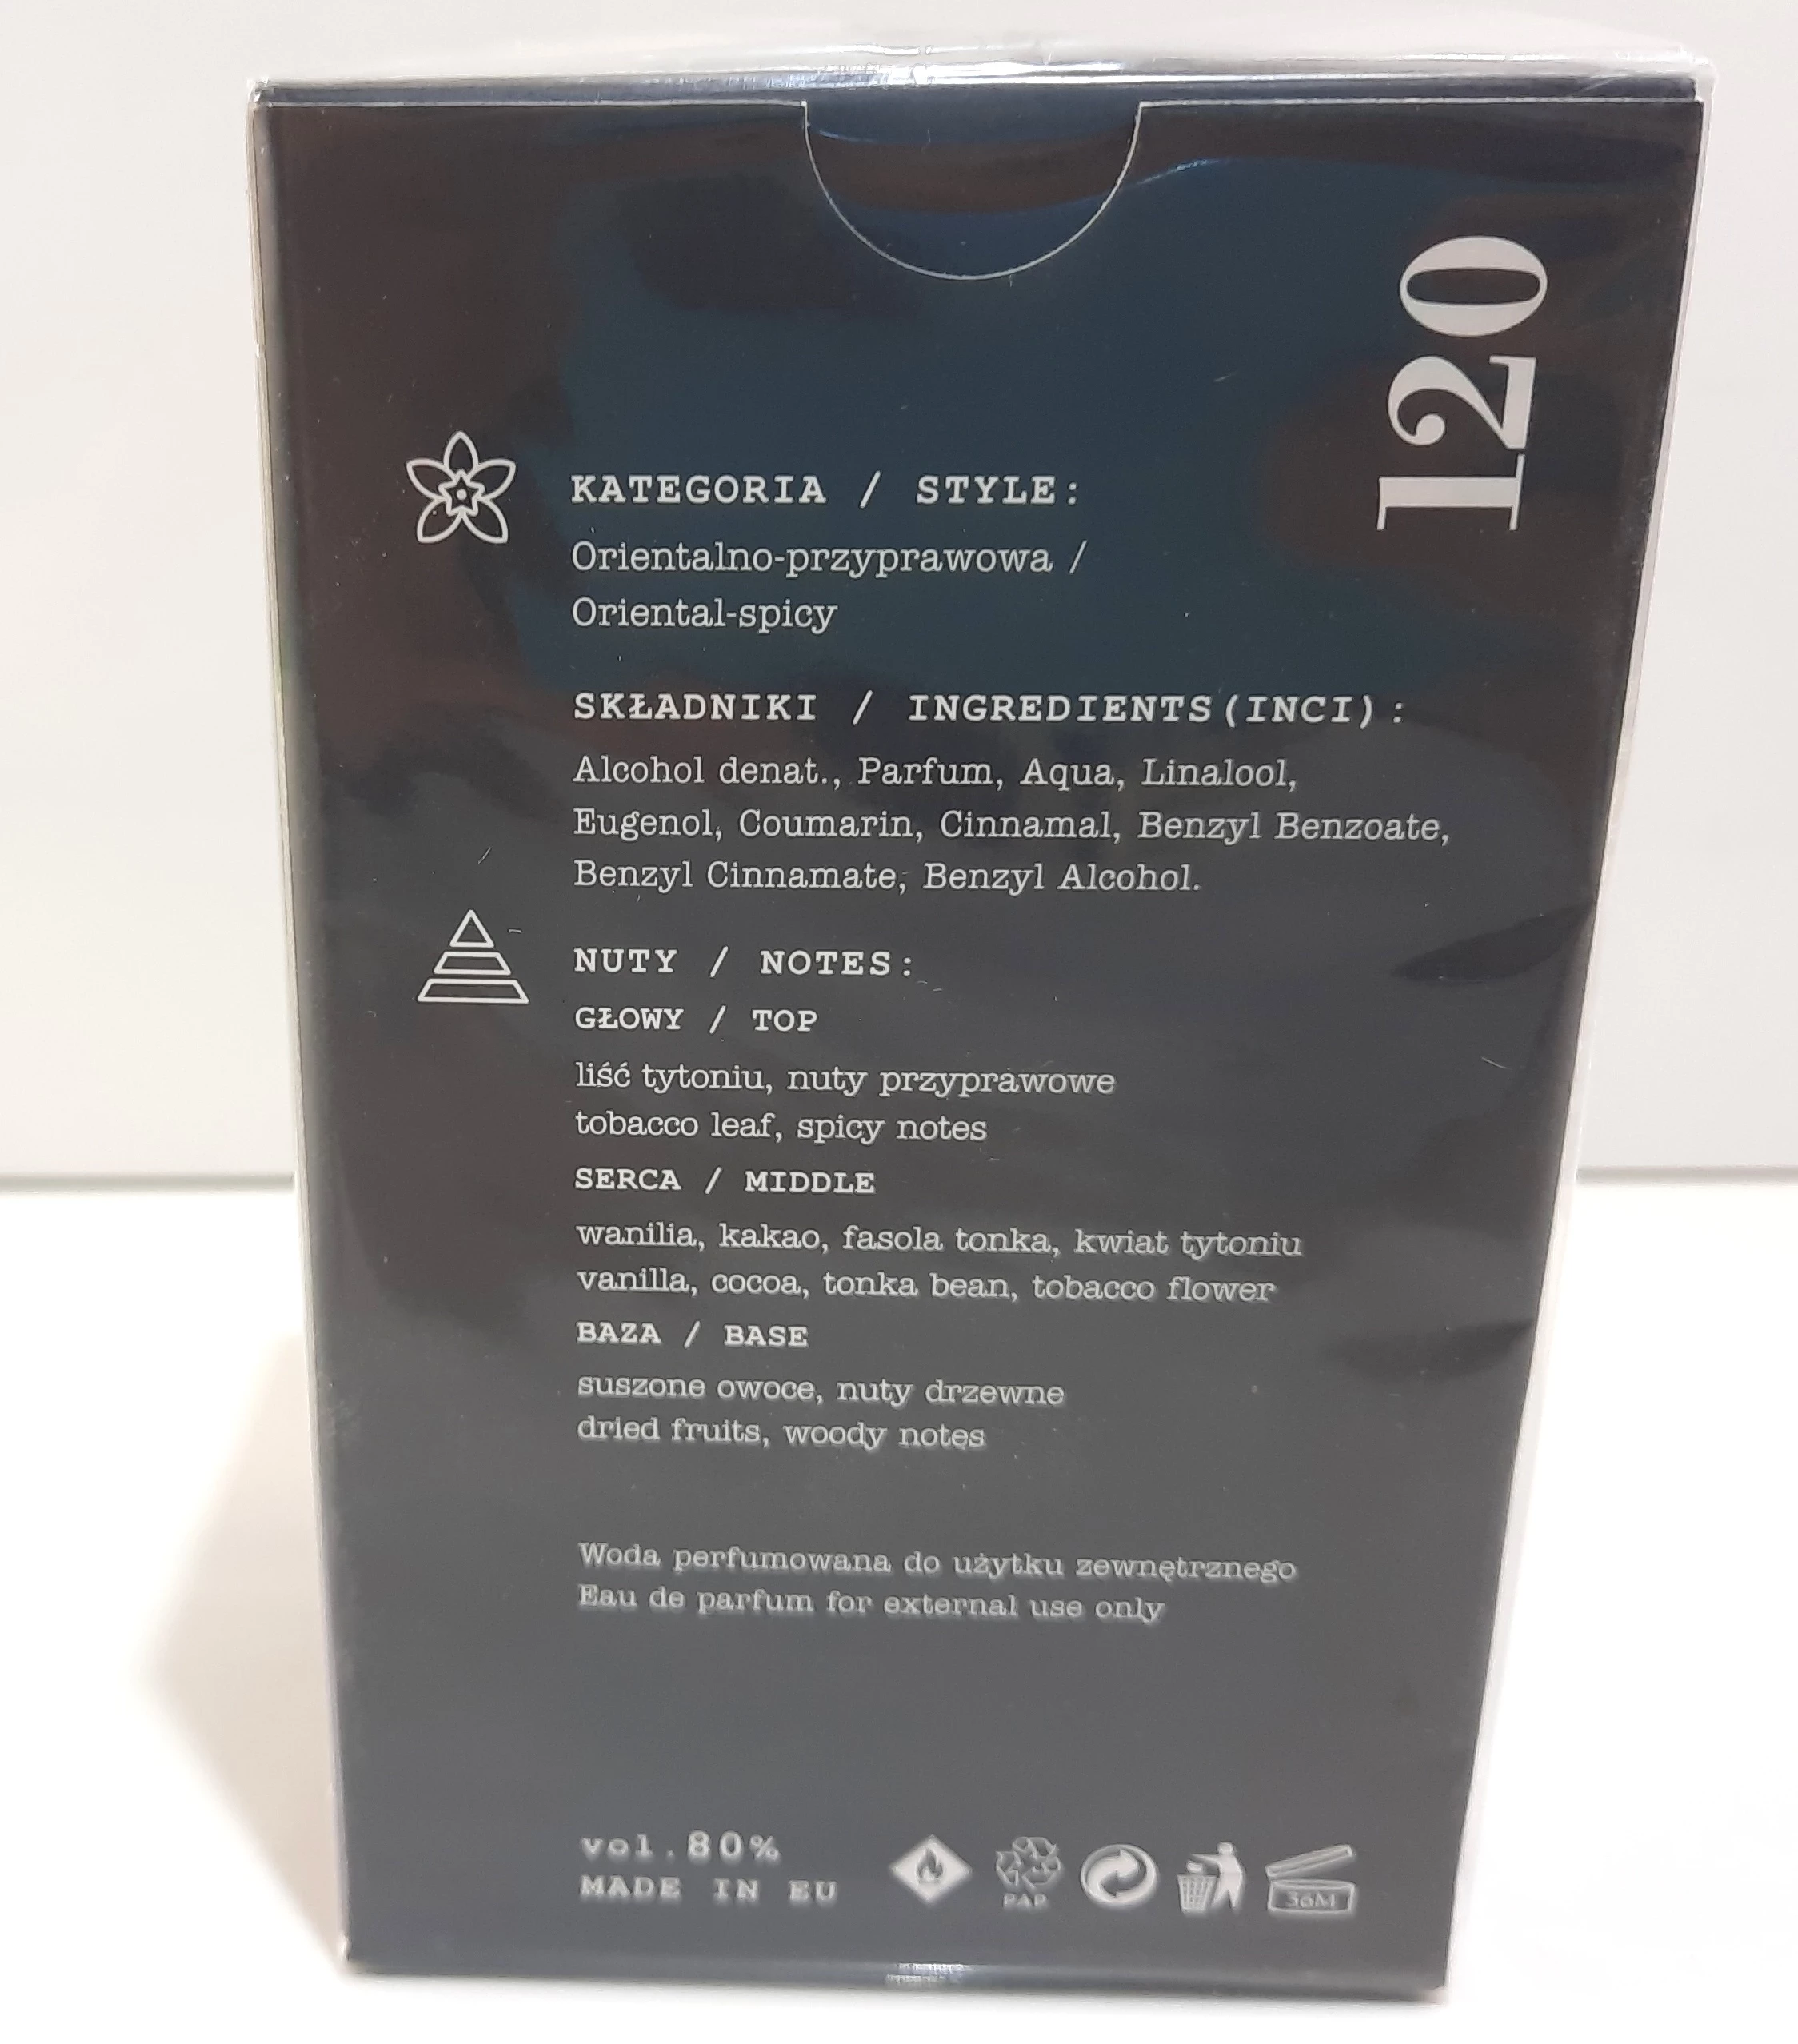 120
KATEGORIA / STYLE:
Orientalno-przyprawowa /
Oriental-spicy
SKŁADNIKI / INGREDIENTS(INCI):
Alcohol denat., Parfum, Aqua, Linalool,
Eugenol, Coumarin, Cinnamal, Benzyl Benzoate,
Benzyl Cinnamate, Benzyl Alcohol.
NUTY / NOTES:
GŁOWY / TOP
liść tytoniu, nuty przyprawowe
tobacco leaf, spicy notes
SERCA / MIDDLE
wanilia, kakao, fasola tonka, kwiat tytoniu
vanilla, cocoa, tonka bean, tobacco flower
BAZA / BASE
suszone owoce, nuty drzewne
dried fruits, woody notes
Woda perfumowana do użytku zewnętrznego
Eau de parfum for external use only
vol.80%
MADE IN EU
PAP
36M